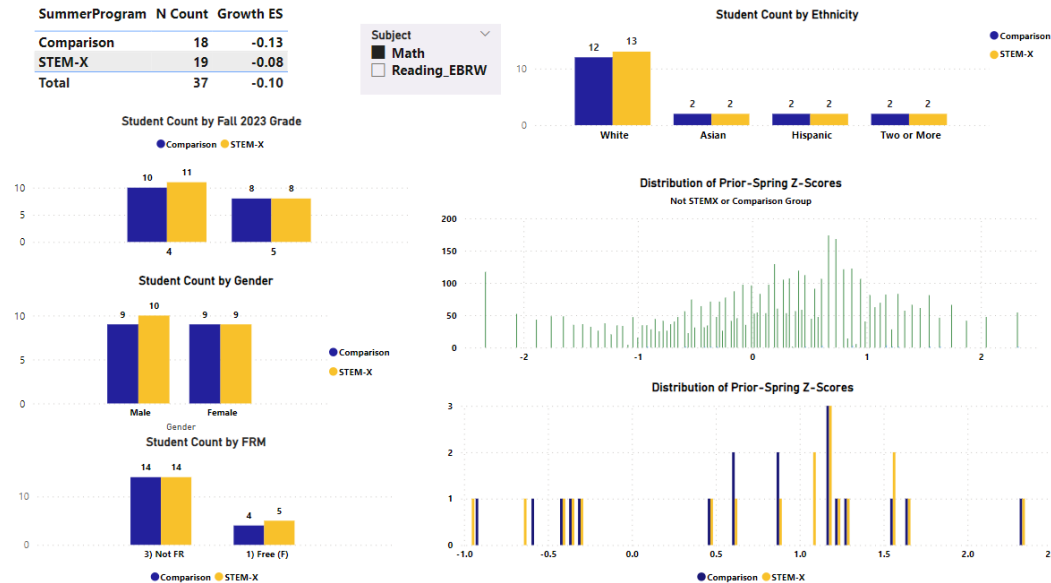 SummerProgram N Count Growth ES
Comparison 18 -0.13
STEM-X 19 -0.08
Total 37 -0.10
Subject
Math
Reading_EBRW
Student Count by Ethnicity
12 13
2 2
2 2
2 2
10
0
White Asian Hispanic Two or More
Comparison
STEM-X
Student Count by Fall 2023 Grade
Comparison STEM-X
10 11
8 8
10
5
0
4 5
Student Count by Gender
9 10
9 9
10
5
0
Male Female
Gender
Comparison
STEM-X
Student Count by FRM
14 14
4 5
10
0
3) Not FR 1) Free (F)
Comparison STEM-X
Distribution of Prior-Spring Z-Scores
Not STEMX or Comparison Group
200
150
100
50
0
-2 -1 0 1 2
Distribution of Prior-Spring Z-Scores
3
2
1
0
-1.0 -0.5 0.0 0.5 1.0 1.5 2.0 2
Comparison STEM-X